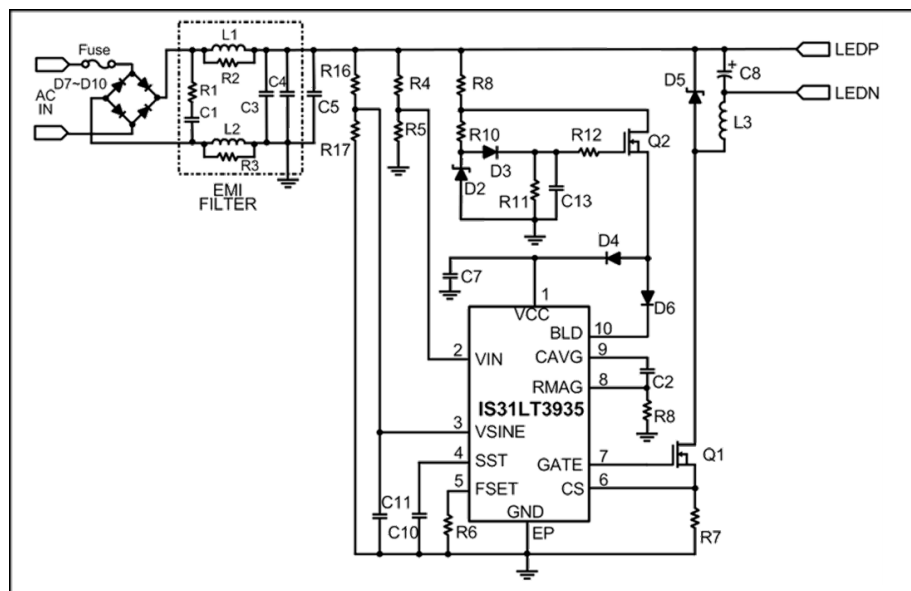 Fuse
D7~D10
AC
IN
R1
C1
L1
R2
L2
R3
C3
C4
C5
EMI
FILTER
R16
R17
R4
R5
R8
R10
D2
D3
R11
C13
R12
Q2
D5
C8
+
L3
LEDP
LEDN
C7
D4
D6
1
VCC
BLD
10
CAVG
9
C2
2
VIN
RMAG
8
R8
IS31LT3935
3
VSINE
4
SST
GATE
7
Q1
5
FSET
CS
6
GND
EP
C11
C10
R6
R7